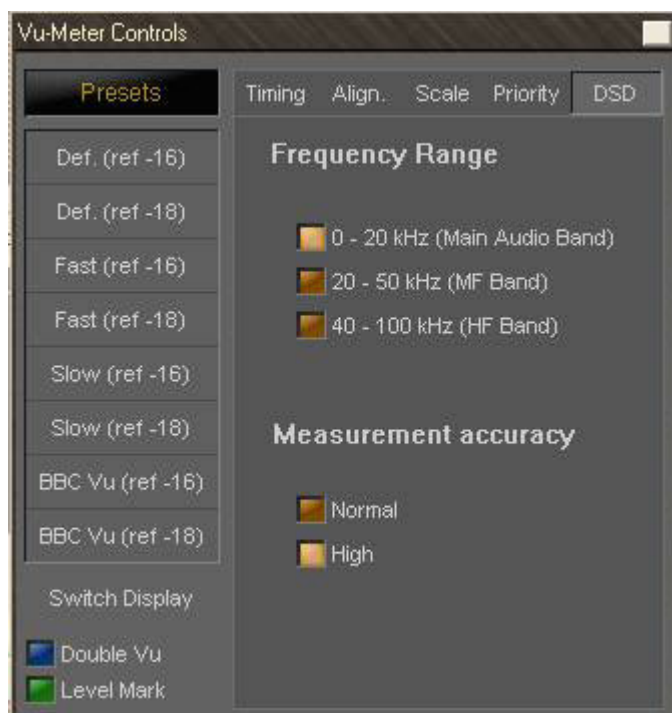 Vu-Meter Controls
Presets
Def. (ref -16)
Def. (ref -18)
Fast (ref -16)
Fast (ref -18)
Slow (ref -16)
Slow (ref -18)
BBC Vu (ref -16)
BBC Vu (ref -18)
Switch Display
Double Vu
Level Mark
Timing Align. Scale Priority DSD
Frequency Range
0 - 20 kHz (Main Audio Band)
20 - 50 kHz (MF Band)
40 - 100 kHz (HF Band)
Measurement accuracy
Normal
High